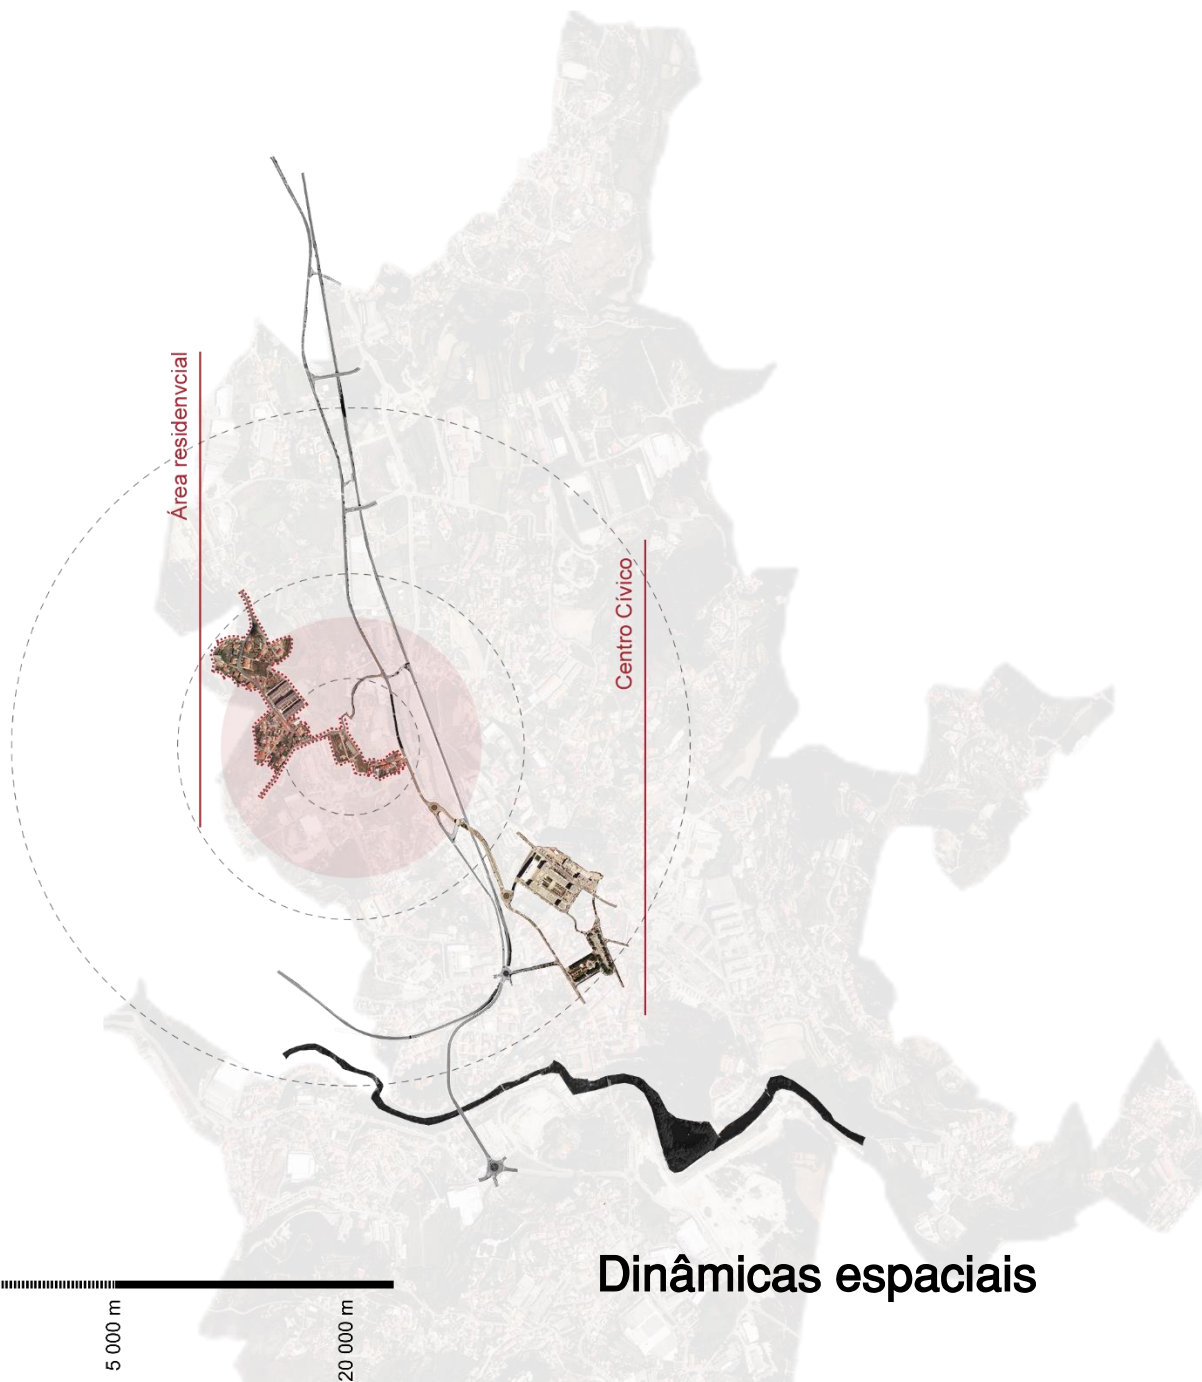 Área residenvcial
Centro Cívico
Dinâmicas espaciais
5 000 m
20 000 m